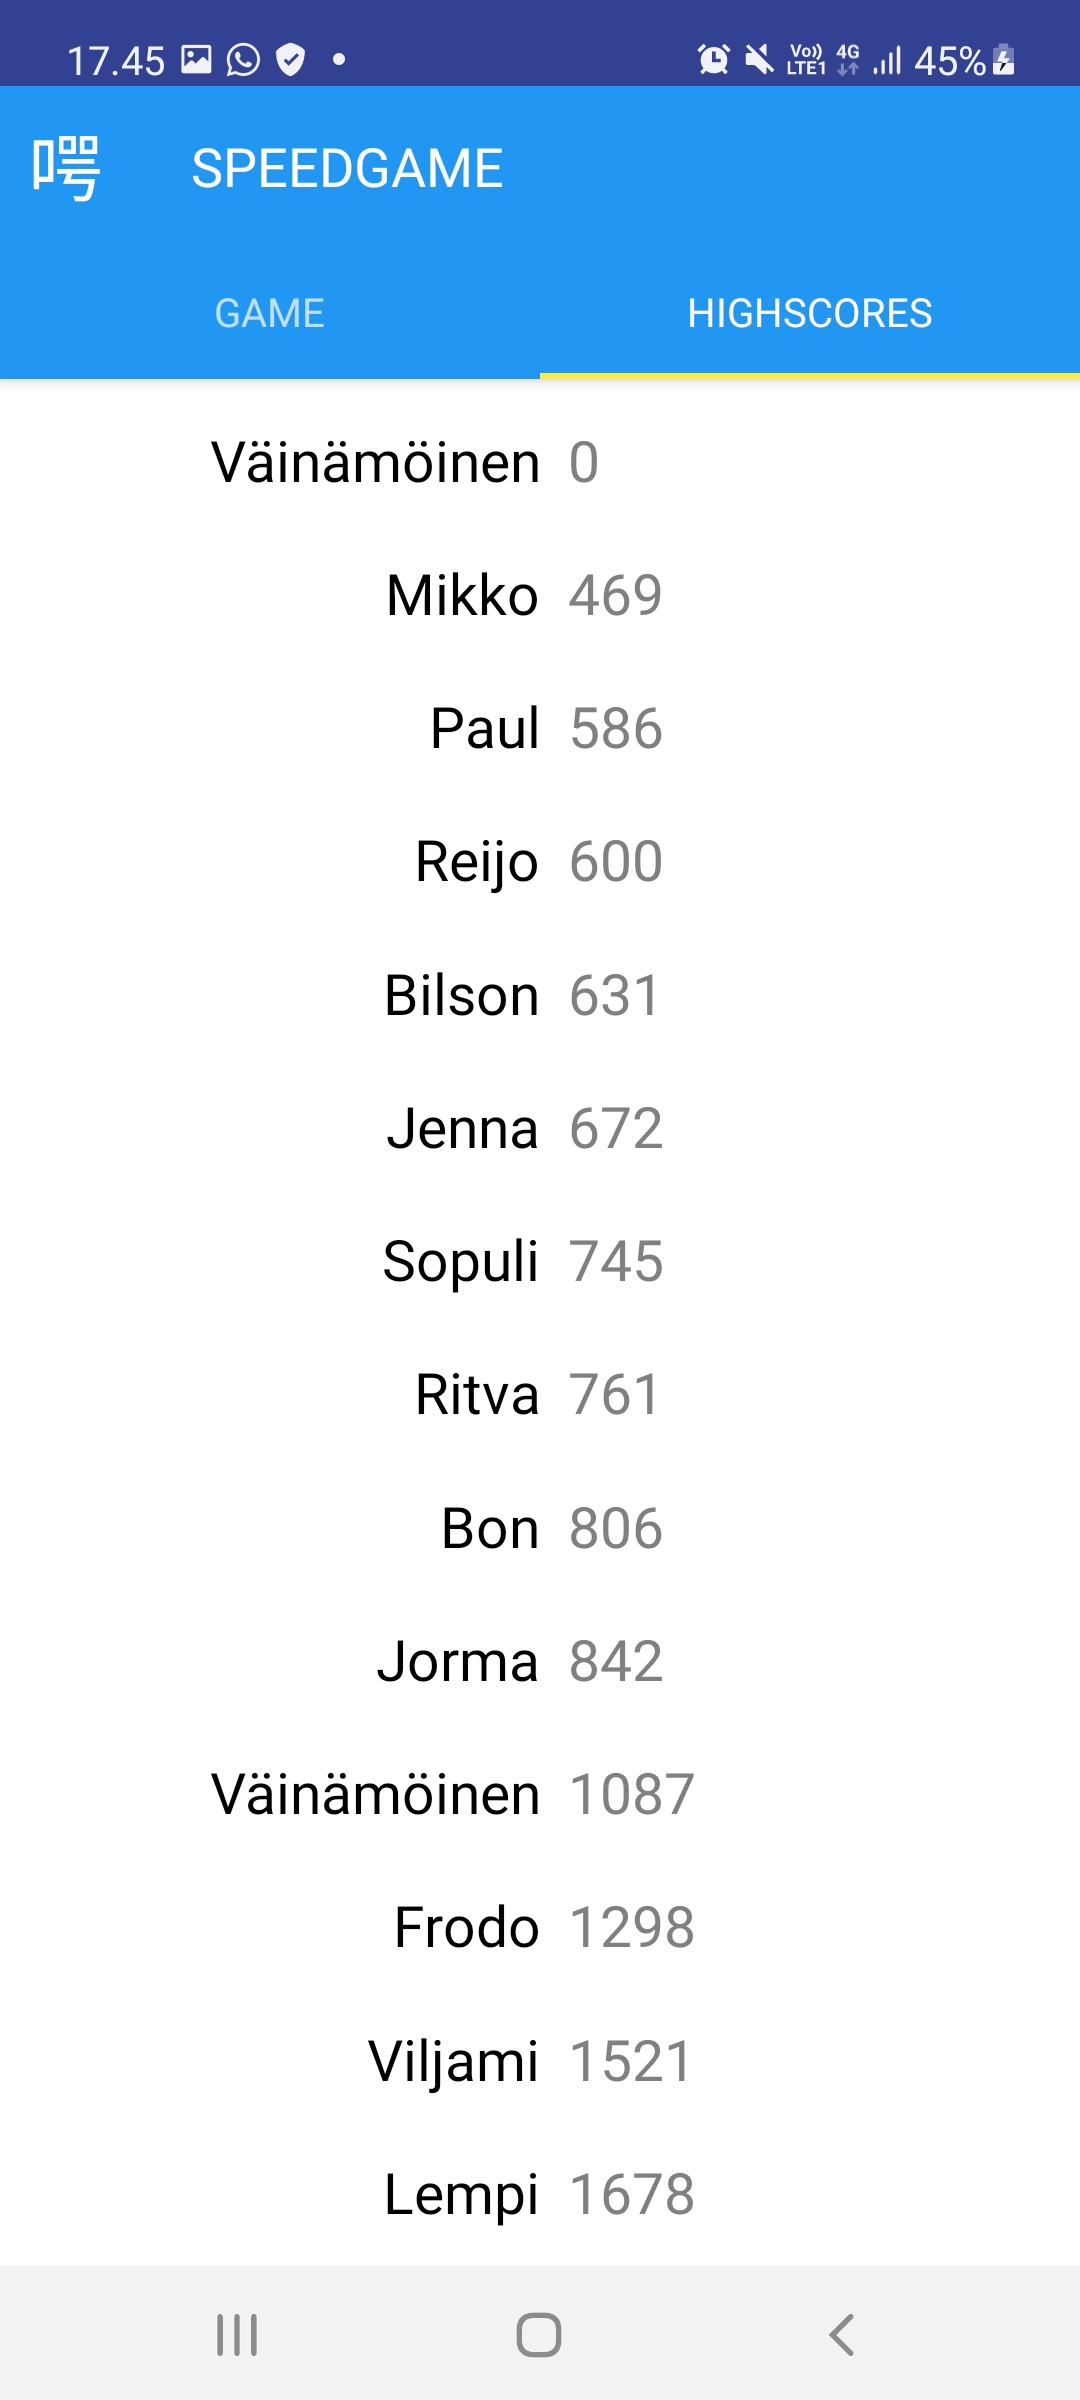 17.45 Vo)) LTE1 4G 45%
㗁 SPEEDGAME
GAME HIGHSCORES
Väinämöinen 0
Mikko 469
Paul 586
Reijo 600
Bilson 631
Jenna 672
Sopuli 745
Ritva 761
Bon 806
Jorma 842
Väinämöinen 1087
Frodo 1298
Viljami 1521
Lempi 1678